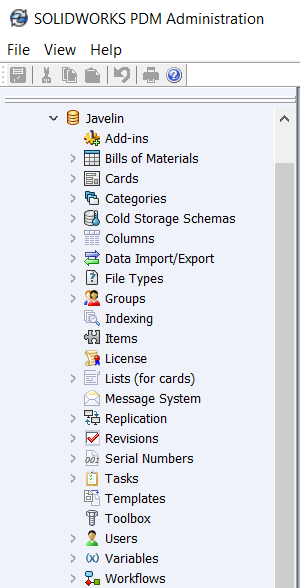 SOLIDWORKS PDM Administration
File View Help
Javelin
Add-ins
Bills of Materials
Cards
Categories
Cold Storage Schemas
Columns
Data Import/Export
File Types
Groups
Indexing
Items
License
Lists (for cards)
Message System
Replication
Revisions
001 Serial Numbers
Tasks
Templates
Toolbox
Users
(x) Variables
Workflows